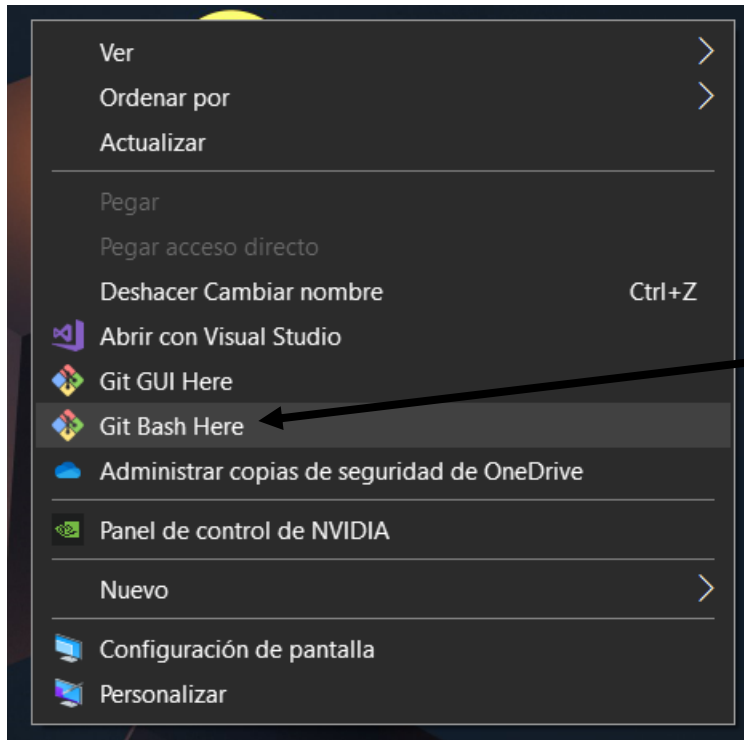 Ver
Ordenar por
Actualizar
Pegar
Pegar acceso directo
Deshacer Cambiar nombre Ctrl+Z
Abrir con Visual Studio
Git GUI Here
Git Bash Here
Administrar copias de seguridad de OneDrive
Panel de control de NVIDIA
Nuevo
Configuración de pantalla
Personalizar